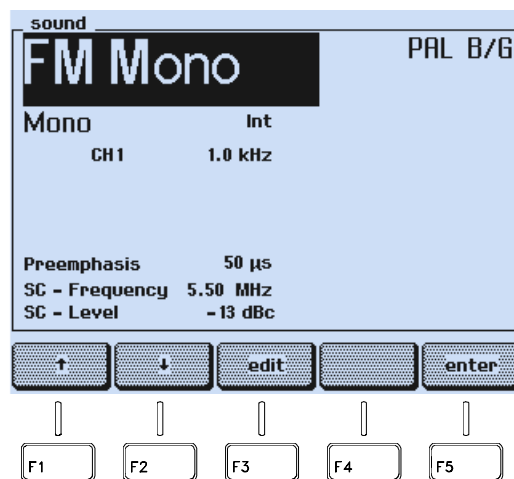 sound
FM Mono
PAL B/G
Mono Int
CH1 1.0 kHz
Preemphasis 50 µs
SC - Frequency 5.50 MHz
SC - Level -13 dBc
↑ ↓ edit enter
F1 F2 F3 F4 F5